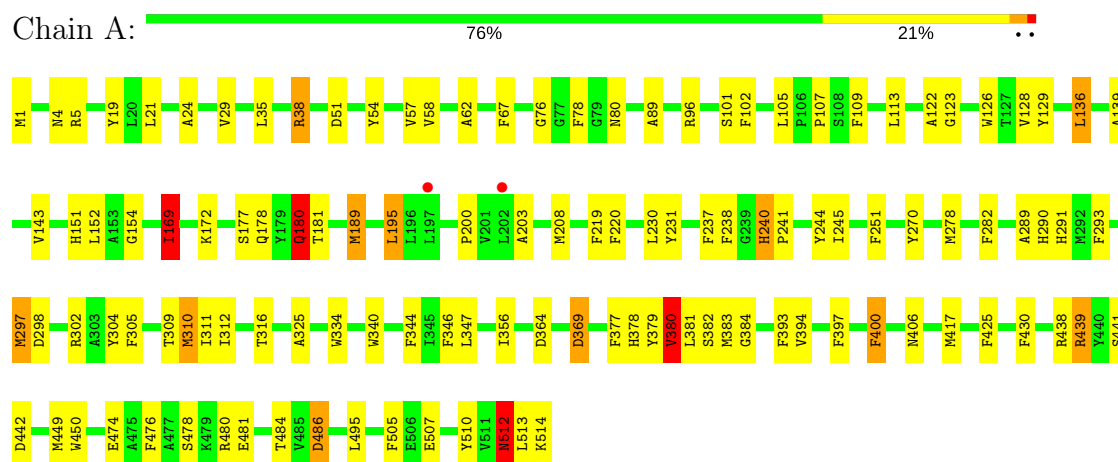 Chain A:
76% 21% • •
M1 N4 R5 Y19 L20 L21 A24 V29 L35 R38 D51 Y54 V57 V58 A62 F67 G76 G77 F78 G79 N80 A89 R96 S101 F102 L105 P106 P107 S108 F109 L113 A122 G123 W126 T127 V128 Y129 L136
V143 H151 L152 A153 G154 I169 K172 S177 Q178 Y179 Q180 T181 M189 L195 L196 L197 P200 V201 L202 A203 M208 F219 F220 L230 Y231 F237 F238 G239 H240 P241 Y244 I245 F251 Y270 M278 F282 A289 H290 H291 M292 F293
M297 D298 R302 A303 Y304 F305 T309 M310 I311 I312 T316 A325 W334 W340 F344 I345 F346 L347 I356 D364 D369 F377 H378 Y379 V380 L381 S382 M383 G384 F393 V394 F397 F400 N406 M417 F425 F430 R438 R439 Y440 S441
D442 M449 W450 E474 A475 F476 A477 S478 K479 R480 E481 T484 V485 D486 L495 F505 E506 E507 Y510 V511 N512 L513 K514